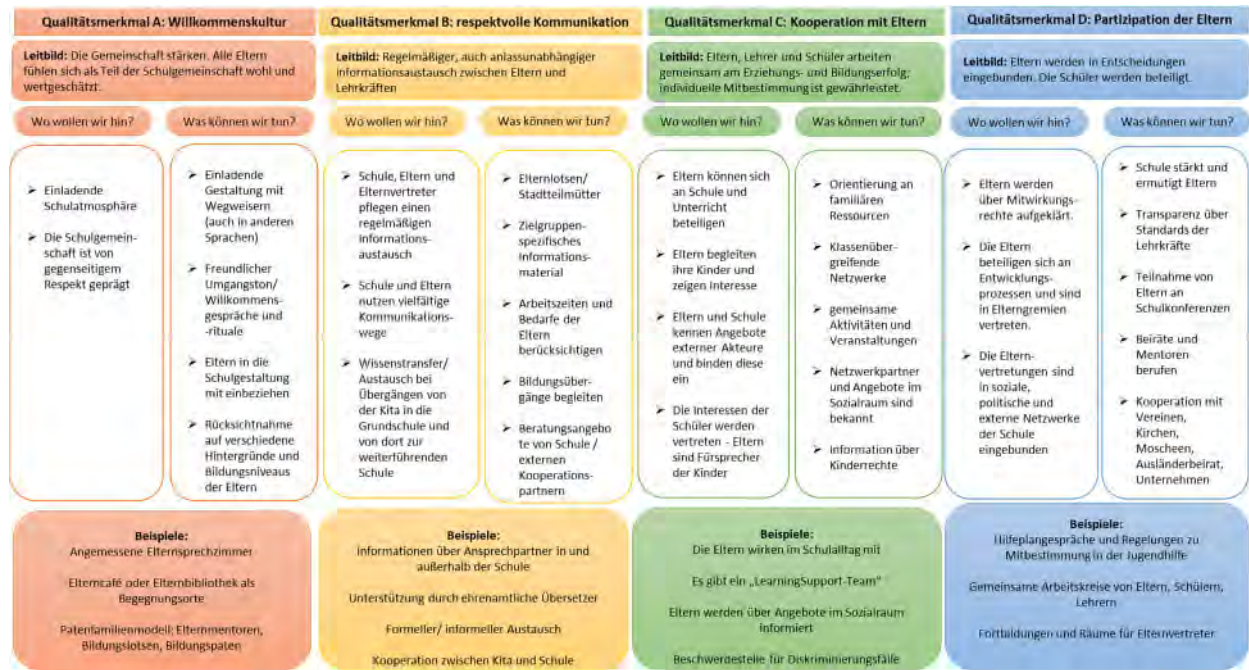 Qualitätsmerkmal A: Willkommenskultur
Leitbild: Die Gemeinschaft stärken. Alle Eltern
fühlen sich als Teil der Schulgemeinschaft wohl und
wertgeschätzt.
Wo wollen wir hin?
Einladende
Schulatmosphäre
Die Schulgemein-
schaft ist von
gegenseitigem
Respekt geprägt
Was können wir tun?
Einladende
Gestaltung mit
Wegweisern
(auch in anderen
Sprachen)
Freundlicher
Umgangston/
Willkommens-
gespräche und
-rituale
Eltern in die
Schulgestaltung
mit einbeziehen
Rücksichtnahme
auf verschiedene
Hintergründe und
Bildungsniveaus
der Eltern
Beispiele:
Angemessene Elternsprechzimmer
Elterncafé oder Elternbibliothek als
Begegnungsorte
Patenfamilienmodell; Elternmentoren,
Bildungslotsen, Bildungspaten
Qualitätsmerkmal B: respektvolle Kommunikation
Leitbild: Regelmäßiger, auch anlassunabhängiger
Informationsaustausch zwischen Eltern und
Lehrkräften
Wo wollen wir hin?
Schule, Eltern und
Elternvertreter
pflegen einen
regelmäßigen
Informations-
austausch
Schule und Eltern
nutzen vielfältige
Kommunikations-
wege
Wissenstransfer/
Austausch bei
Übergängen von
der Kita in die
Grundschule und
von dort zur
weiterführenden
Schule
Was können wir tun?
Elternlotsen/
Stadtteilmütter
Zielgruppen-
spezifisches
Informations-
material
Arbeitszeiten und
Bedarfe der
Eltern
berücksichtigen
Bildungsüber-
gänge begleiten
Beratungsangebo
te von Schule /
externen
Kooperations-
partnern
Beispiele:
Informationen über Ansprechpartner in und
außerhalb der Schule
Unterstützung durch ehrenamtliche Übersetzer
Formeller/ informeller Austausch
Kooperation zwischen Kita und Schule
Qualitätsmerkmal C: Kooperation mit Eltern
Leitbild: Eltern, Lehrer und Schüler arbeiten
gemeinsam am Erziehungs- und Bildungserfolg;
individuelle Mitbestimmung ist gewährleistet.
Wo wollen wir hin?
Eltern können sich
an Schule und
Unterricht
beteiligen
Eltern begleiten
ihre Kinder und
zeigen Interesse
Eltern und Schule
kennen Angebote
externer Akteure
und binden diese
ein
Die Interessen der
Schüler werden
vertreten - Eltern
sind Fürsprecher
der Kinder
Was können wir tun?
Orientierung an
familiären
Ressourcen
Klassenüber-
greifende
Netzwerke
gemeinsame
Aktivitäten und
Veranstaltungen
Netzwerkpartner
und Angebote im
Sozialraum sind
bekannt
Information über
Kinderrechte
Beispiele:
Die Eltern wirken im Schulalltag mit
Es gibt ein „LearningSupport-Team“
Eltern werden über Angebote im Sozialraum
informiert
Beschwerdestelle für Diskriminierungsfälle
Qualitätsmerkmal D: Partizipation der Eltern
Leitbild: Eltern werden in Entscheidungen
eingebunden. Die Schüler werden beteiligt.
Wo wollen wir hin?
Eltern werden
über Mitwirkungs-
rechte aufgeklärt.
Die Eltern
beteiligen sich an
Entwicklungs-
prozessen und sind
in Elterngremien
vertreten.
Die Eltern-
vertretungen sind
in soziale,
politische und
externe Netzwerke
der Schule
eingebunden
Was können wir tun?
Schule stärkt und
ermutigt Eltern
Transparenz über
Standards der
Lehrkräfte
Teilnahme von
Eltern an
Schulkonferenzen
Beiräte und
Mentoren
berufen
Kooperation mit
Vereinen,
Kirchen,
Moscheen,
Ausländerbeirat,
Unternehmen
Beispiele:
Hilfeplangespräche und Regelungen zu
Mitbestimmung in der Jugendhilfe
Gemeinsame Arbeitskreise von Eltern, Schülern,
Lehrern
Fortbildungen und Räume für Elternvertreter